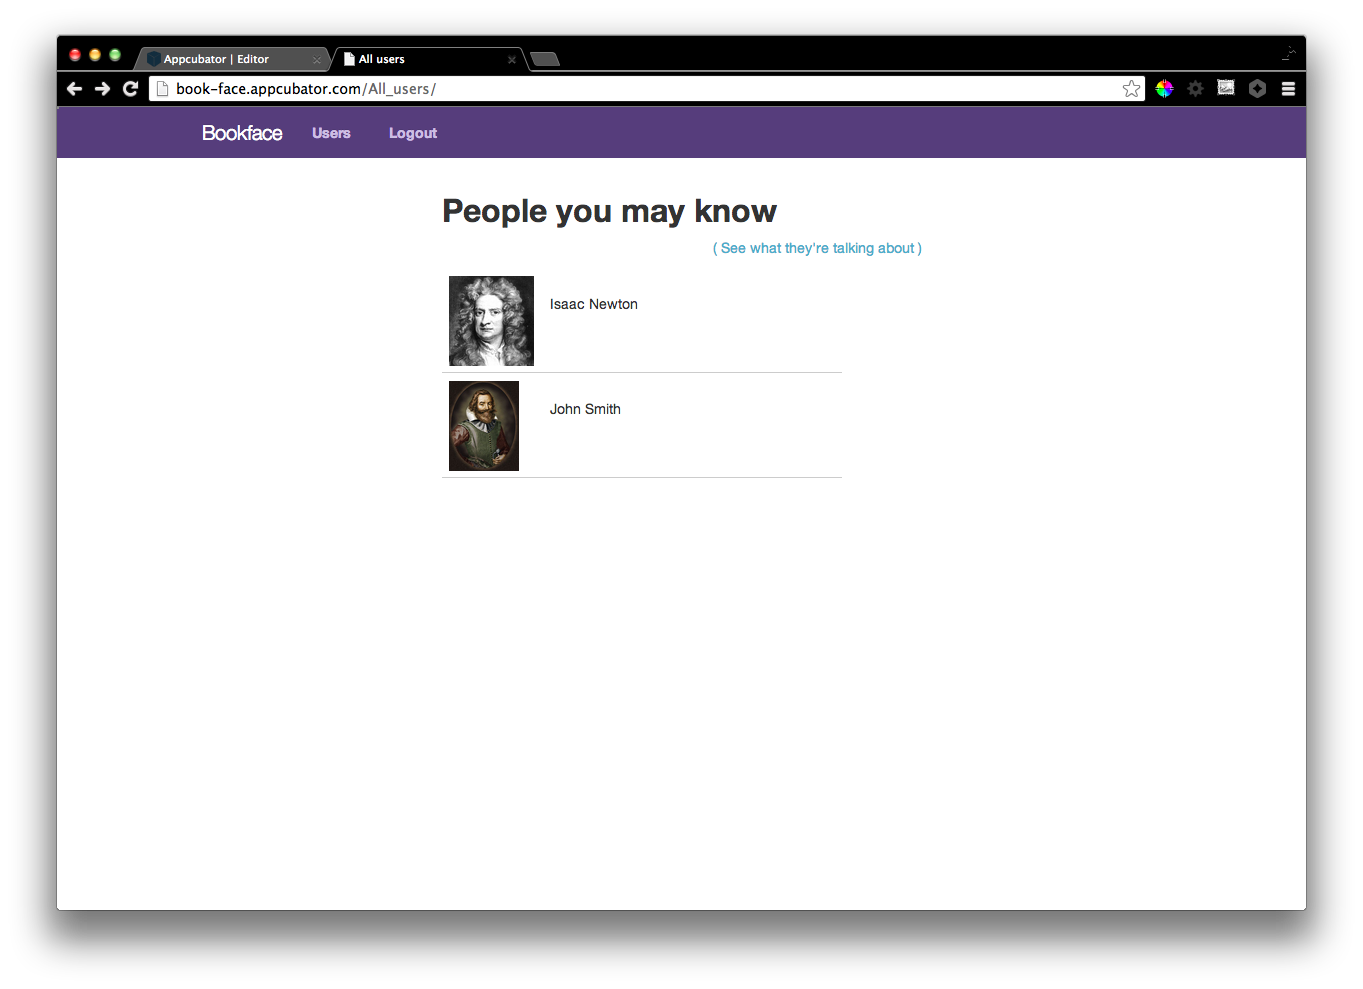 Appcubator | Editor
All users
book-face.appcubator.com/All_users/
Bookface
Users
Logout
People you may know
( See what they're talking about )
Isaac Newton
John Smith